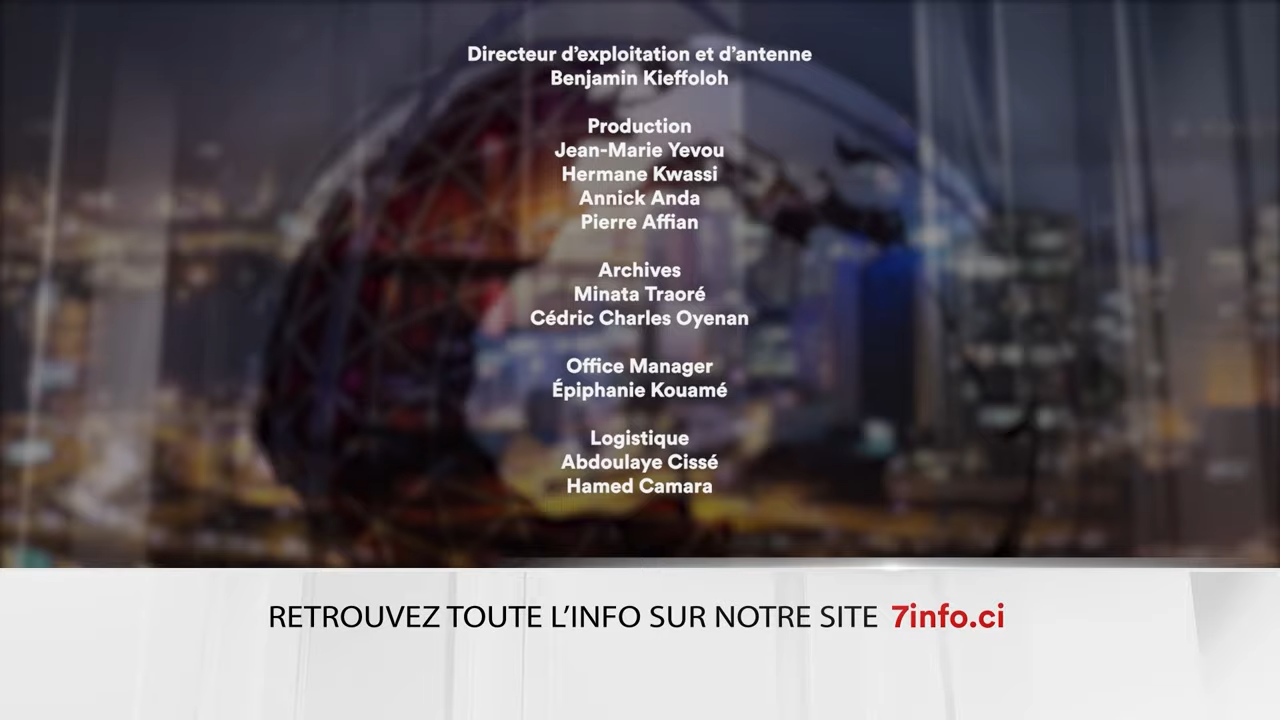 Directeur d’exploitation et d’antenne
Benjamin Kieffoloh
Production
Jean-Marie Yevou
Hermane Kwassi
Annick Anda
Pierre Affian
Archives
Minata Traoré
Cédric Charles Oyenan
Office Manager
Épiphanie Kouamé
Logistique
Abdoulaye Cissé
Hamed Camara
RETROUVEZ TOUTE L’INFO SUR NOTRE SITE 7info.ci